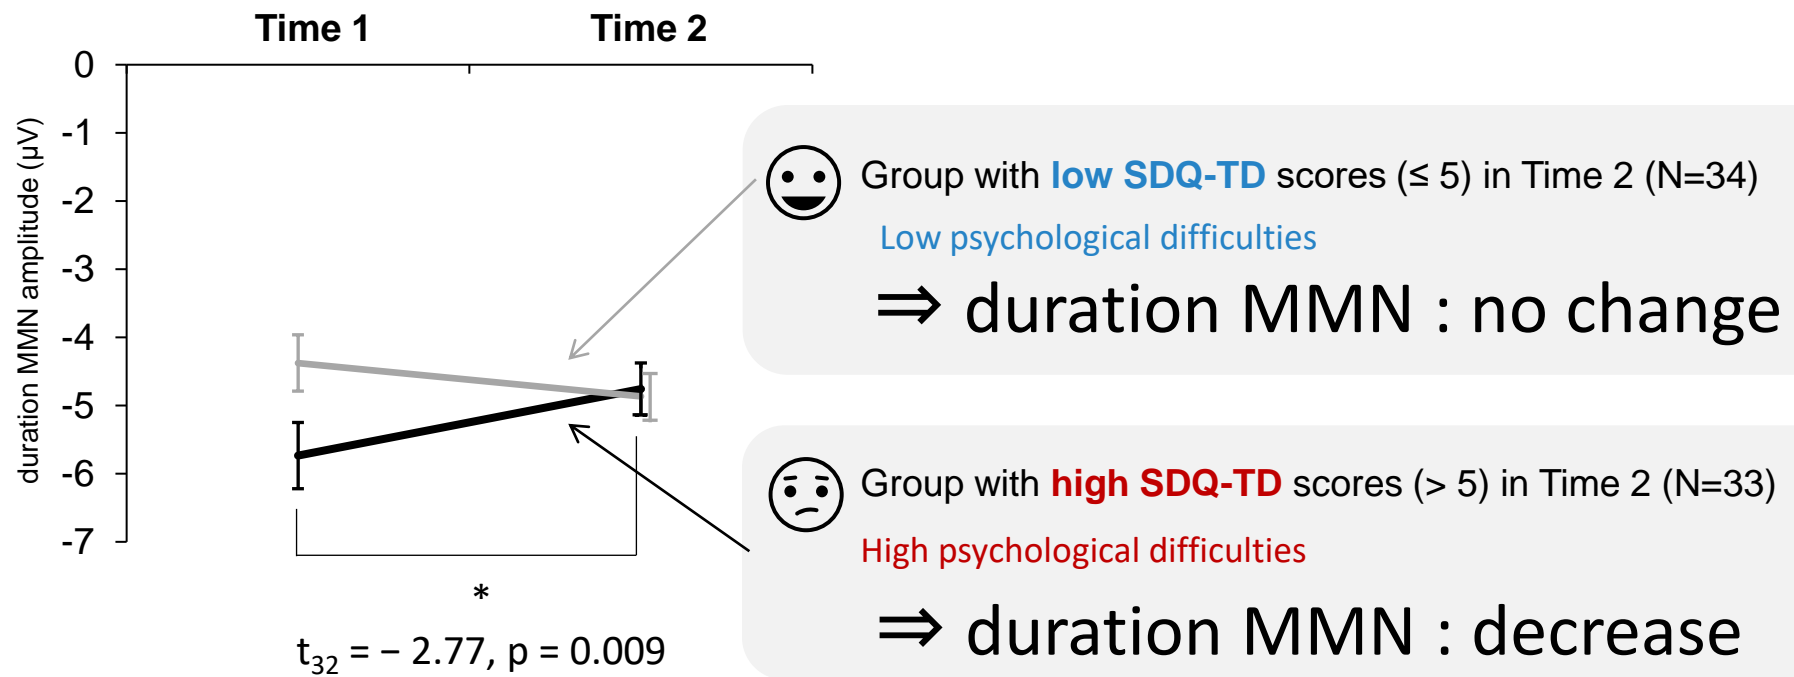 Time 1
Time 2
duration MMN amplitude (μV)
0
-1
-2
-3
-4
-5
-6
-7
*
t32 = − 2.77, p = 0.009
Group with low SDQ-TD scores (≤ 5) in Time 2 (N=34)
Low psychological difficulties
⇒ duration MMN : no change
Group with high SDQ-TD scores (> 5) in Time 2 (N=33)
High psychological difficulties
⇒ duration MMN : decrease